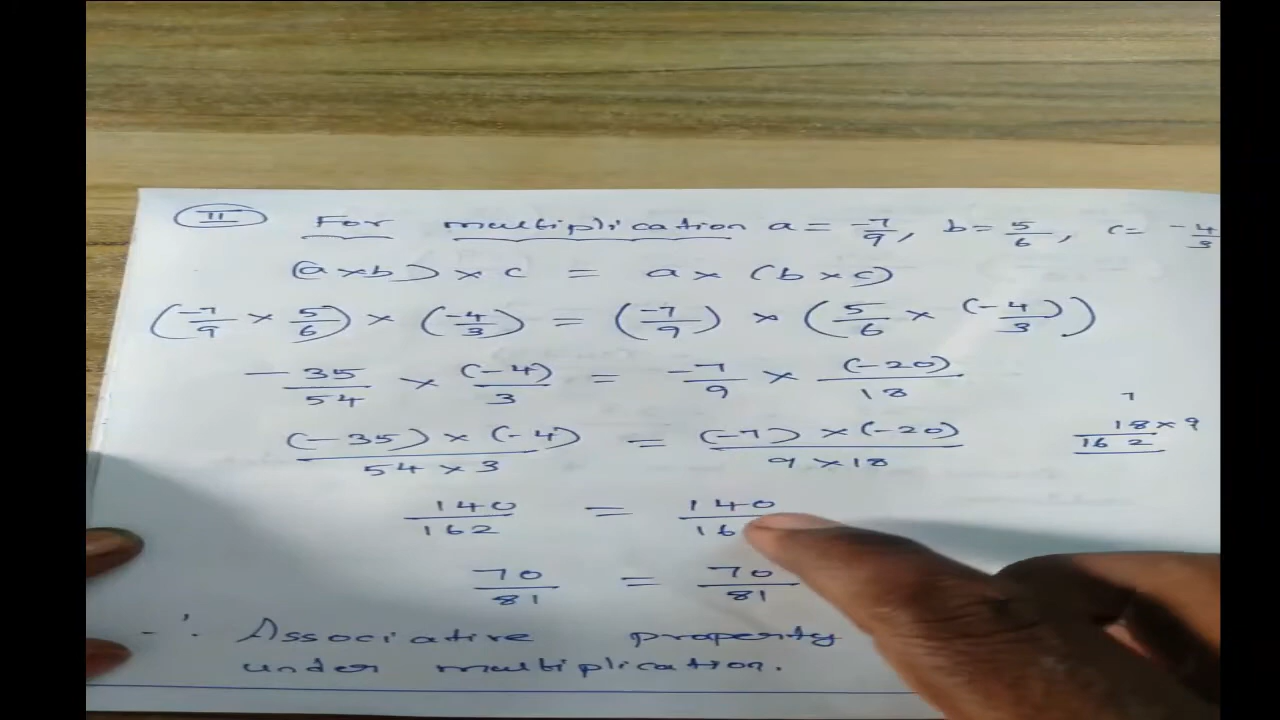 II For multiplication a = -7/9, b = 5/6, c = -4/3
(a×b) × c = a × (b × c)
(-7/9 × 5/6) × (-4/3) = (-7/9) × (5/6 × (-4/3))
-35/54 × (-4)/3 = -7/9 × (-20)/18
7
18 × 9
162
(-35) × (-4)/54 × 3 = (-7) × (-20)/9 × 18
140/162 = 140/16
70/81 = 70/81
∴ Associative property
under multiplication.